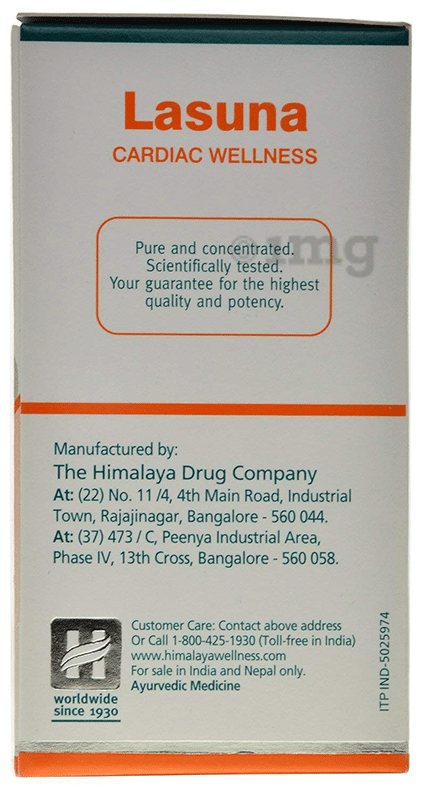 Lasuna
CARDIAC WELLNESS
Pure and concentrated.
Scientifically tested.
Your guarantee for the highest
quality and potency.
1mg
Manufactured by:
The Himalaya Drug Company
At: (22) No. 11 /4, 4th Main Road, Industrial
Town, Rajajinagar, Bangalore - 560 044.
At: (37) 473 / C, Peenya Industrial Area,
Phase IV, 13th Cross, Bangalore - 560 058.
Customer Care: Contact above address
Or Call 1-800-425-1930 (Toll-free in India)
www.himalayawellness.com
For sale in India and Nepal only.
Ayurvedic Medicine
H
worldwide
since 1930
ITP IND-5025974